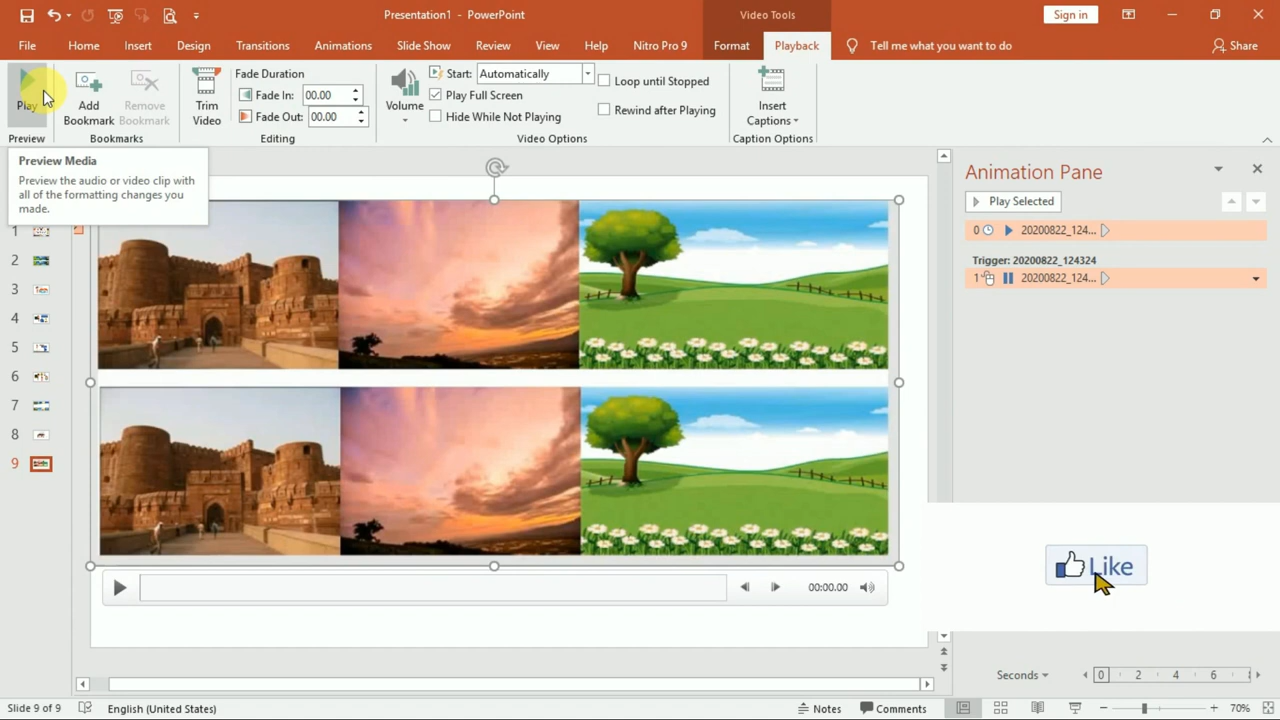 Presentation1 - PowerPoint
Video Tools
Sign in
File
Home
Insert
Design
Transitions
Animations
Slide Show
Review
View
Help
Nitro Pro 9
Format
Playback
Tell me what you want to do
Share
Play
Preview
Add
Bookmark
Remove
Bookmark
Bookmarks
Trim
Video
Fade Duration
Fade In: 00.00
Fade Out: 00.00
Editing
Volume
Start: Automatically
Play Full Screen
Hide While Not Playing
Loop until Stopped
Rewind after Playing
Video Options
Insert
Captions
Caption Options
Preview Media
Preview the audio or video clip with
all of the formatting changes you
made.
1
2
3
4
5
6
7
8
9
00:00.00
Animation Pane
Play Selected
0 20200822_124...
Trigger: 20200822_124324
1 20200822_124...
Like
Seconds
0 2 4 6
Slide 9 of 9
English (United States)
Notes
Comments
70%